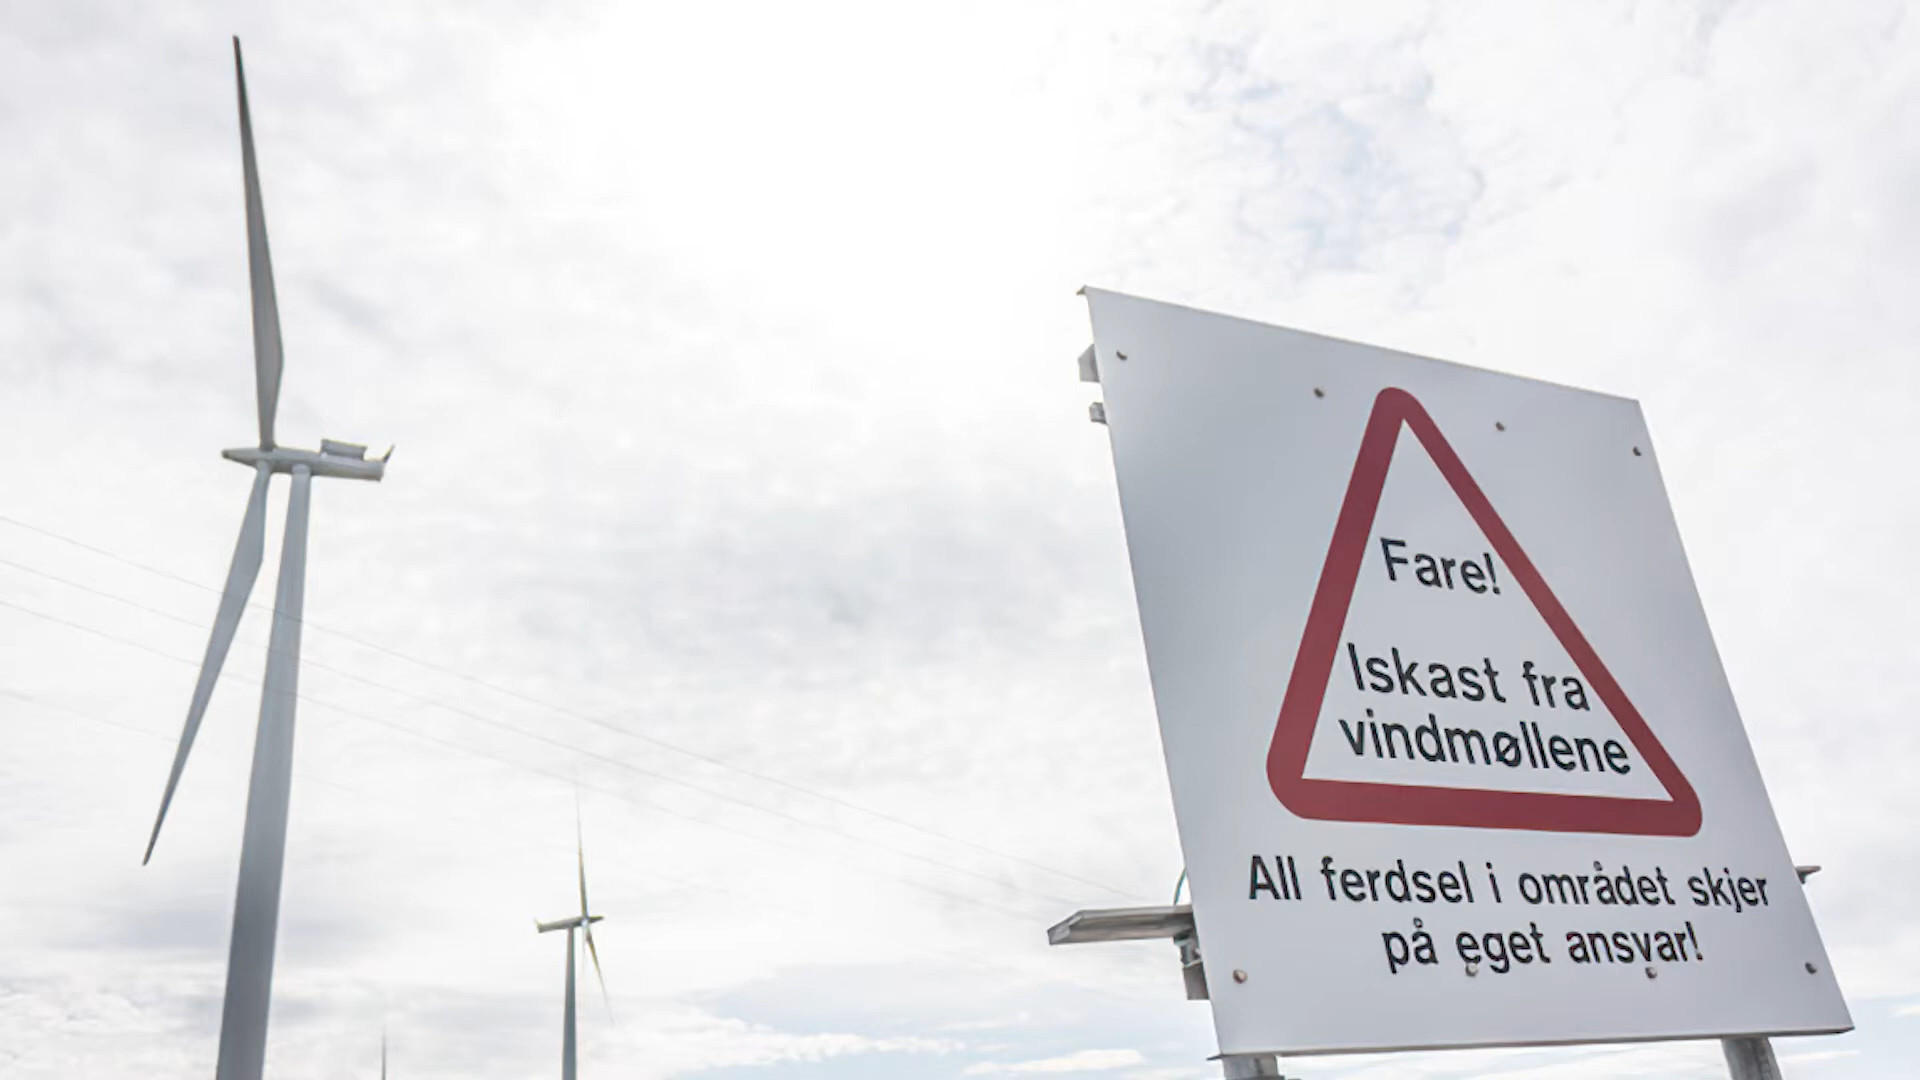 Fare!
Iskast fra
vindmøllene
All ferdsel i området skjer
på eget ansvar!